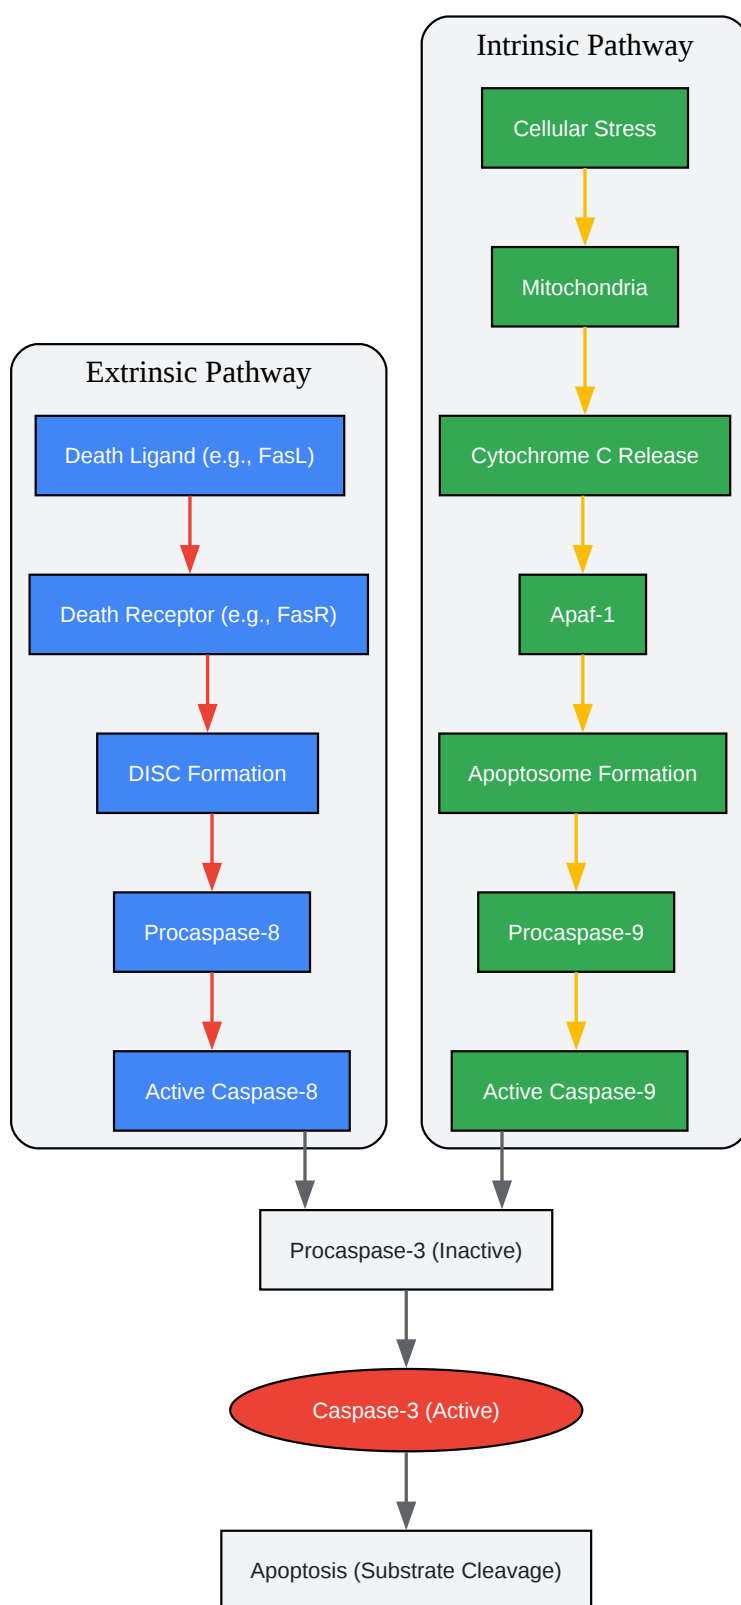 Intrinsic Pathway
Cellular Stress
Mitochondria
Cytochrome C Release
Apaf-1
Apoptosome Formation
Procaspase-9
Active Caspase-9
Extrinsic Pathway
Death Ligand (e.g., FasL)
Death Receptor (e.g., FasR)
DISC Formation
Procaspase-8
Active Caspase-8
Procaspase-3 (Inactive)
Caspase-3 (Active)
Apoptosis (Substrate Cleavage)